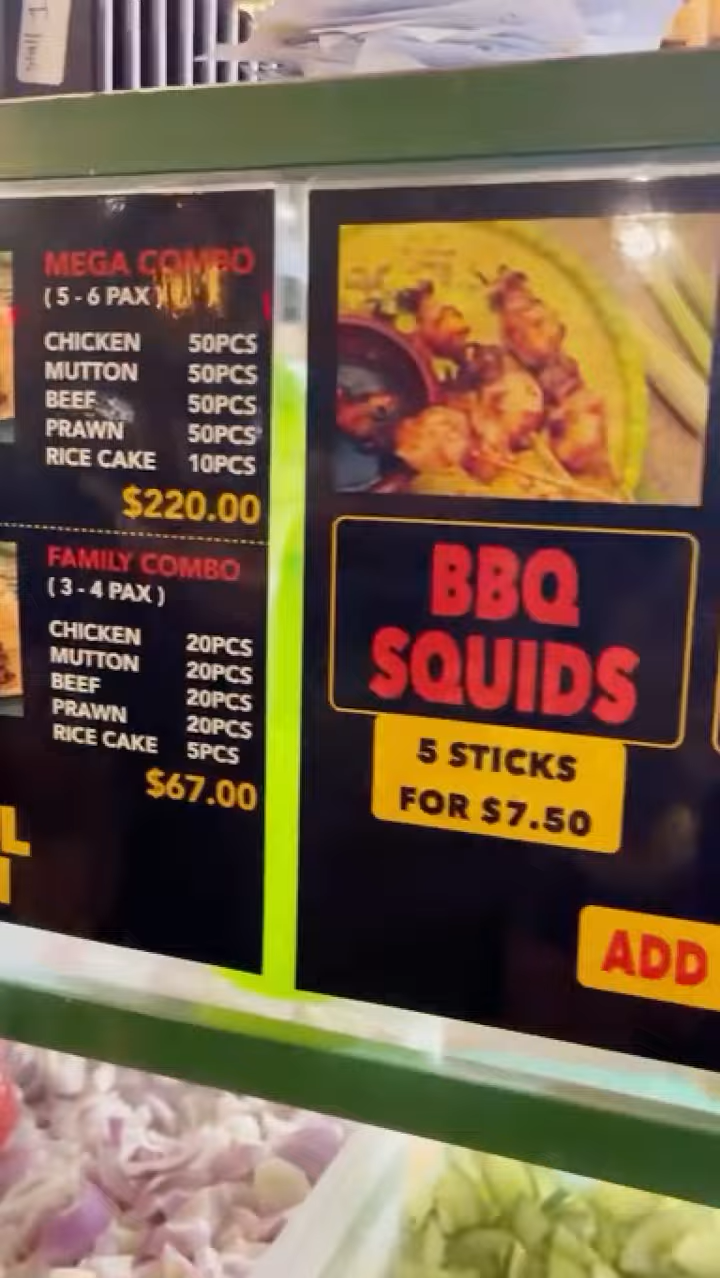 MEGA COMBO
( 5 - 6 PAX )
CHICKEN 50PCS
MUTTON 50PCS
BEEF 50PCS
PRAWN 50PCS
RICE CAKE 10PCS
$220.00
FAMILY COMBO
( 3 - 4 PAX )
CHICKEN 20PCS
MUTTON 20PCS
BEEF 20PCS
PRAWN 20PCS
RICE CAKE 5PCS
$67.00
BBQ
SQUIDS
5 STICKS
FOR $7.50
ADD